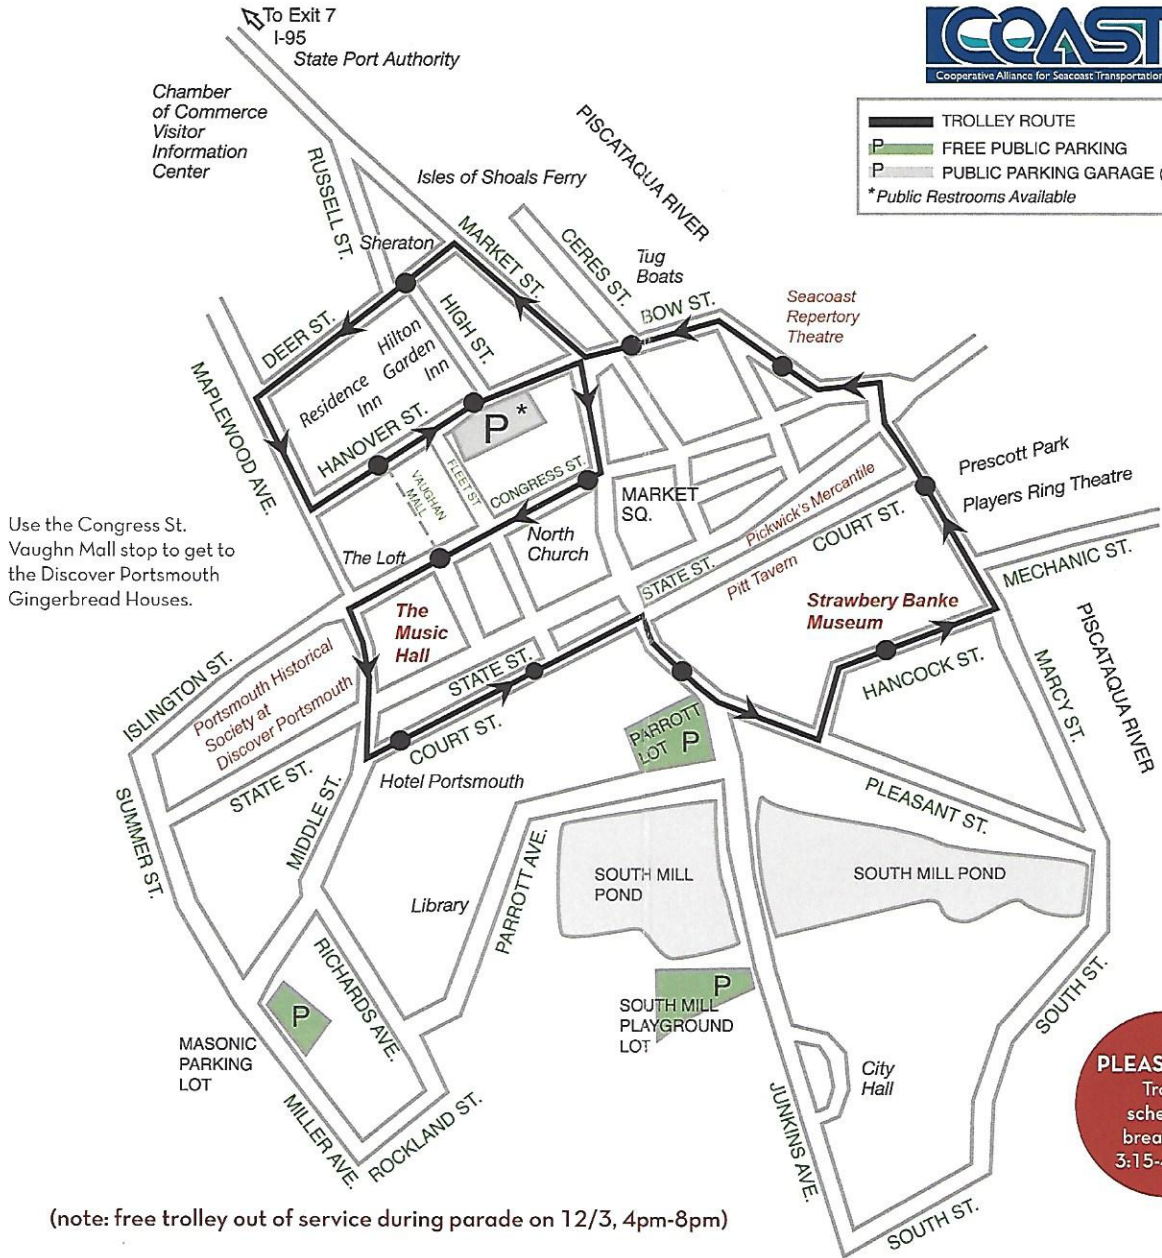 To Exit 7
I-95
State Port Authority
COAST
Cooperative Alliance for Seacoast Transportation
Chamber
of Commerce
Visitor
Information
Center
TROLLEY ROUTE
P FREE PUBLIC PARKING
P PUBLIC PARKING GARAGE (
*Public Restrooms Available
PISCATAQUA RIVER
RUSSELL ST.
Isles of Shoals Ferry
Sheraton
MARKET ST.
CERES ST.
Tug
Boats
BOW ST.
Seacoast
Repertory
Theatre
DEER ST.
HIGH ST.
Hilton
Garden
Inn
Residence
Inn
MAPLEWOOD AVE.
HANOVER ST.
P *
VAUGHAN
MALL
FLEET ST
CONGRESS ST.
MARKET
SQ.
Pickwick's Mercantile
Prescott Park
Players Ring Theatre
Use the Congress St.
Vaughn Mall stop to get to
the Discover Portsmouth
Gingerbread Houses.
The Loft
North
Church
COURT ST.
STATE ST.
Pitt Tavern
MECHANIC ST.
The
Music
Hall
Strawbery Banke
Museum
PISCATAQUA RIVER
ISLINGTON ST.
Portsmouth Historical
Society at
Discover Portsmouth
STATE ST.
HANCOCK ST.
MARCY ST.
COURT ST.
PARROTT
LOT P
Hotel Portsmouth
STATE ST.
SUMMER ST.
MIDDLE ST.
PLEASANT ST.
PARROTT AVE.
SOUTH MILL
POND
SOUTH MILL POND
Library
RICHARDS AVE.
P
MASONIC
PARKING
LOT
P
SOUTH MILL
PLAYGROUND
LOT
SOUTH ST.
City
Hall
MILLER AVE.
ROCKLAND ST.
JUNKINS AVE.
PLEAS
Tro
sche
brea
3:15-
(note: free trolley out of service during parade on 12/3, 4pm-8pm)
SOUTH ST.